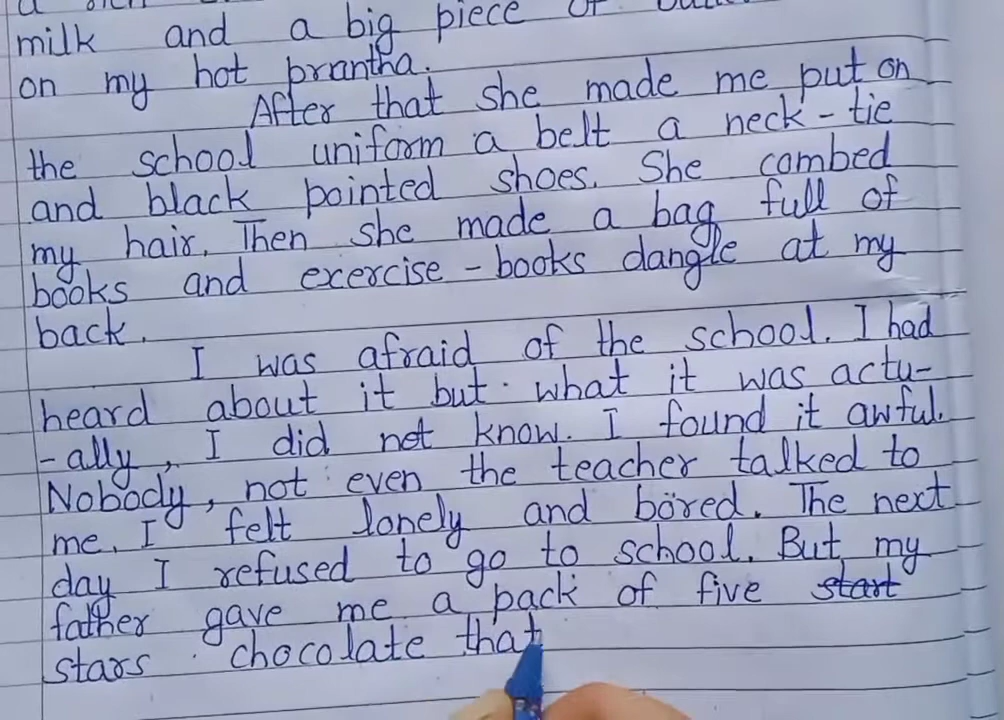 milk and a big piece of
on my hot prantha.
After that she made me put on
the school uniform a belt a neck-tie
and black pointed shoes. She combed
my hair. Then she made a bag full of
books and exercise-books dangle at my
back.
I was afraid of the school. I had
heard about it but what it was actu-
-ally, I did not know. I found it awful.
Nobody, not even the teacher talked to
me. I felt lonely and bored. The next
day I refused to go to school. But my
father gave me a pack of five start
stars chocolate that